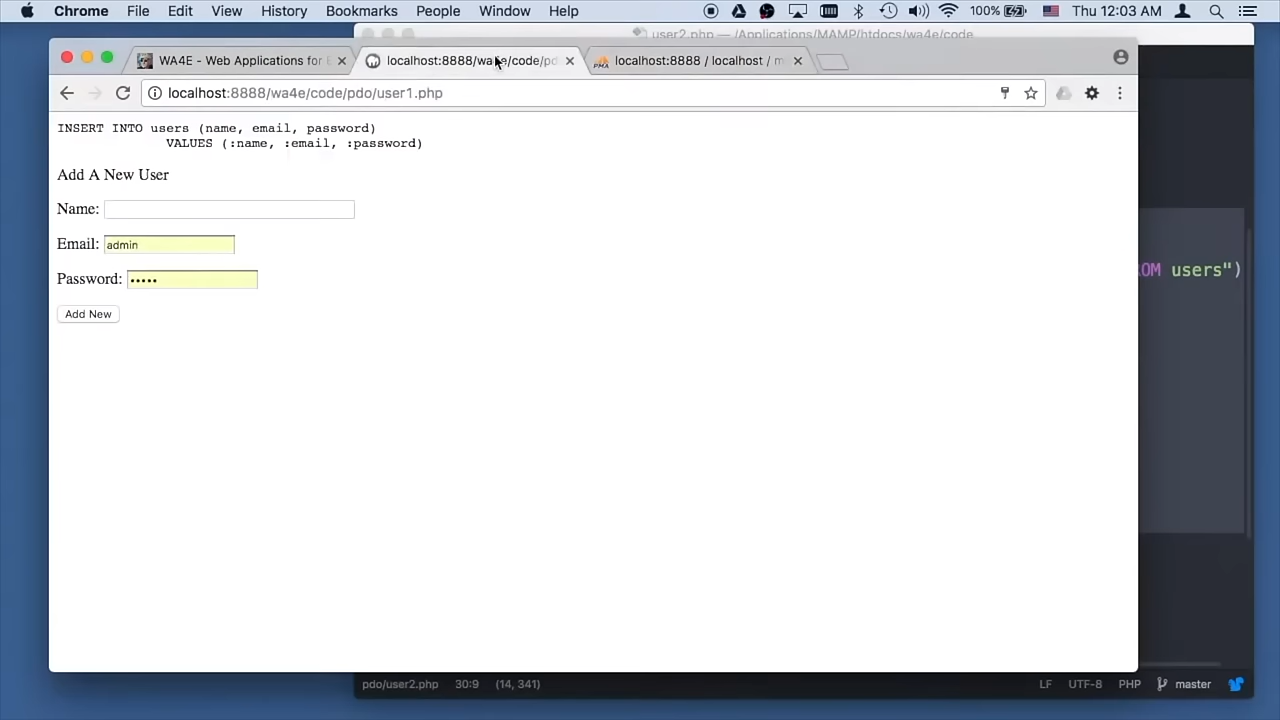 Chrome File Edit View History Bookmarks People Window Help 100% Thu 12:03 AM
user2.php — /Applications/MAMP/htdocs/wa4e/code
WA4E - Web Applications for E
localhost:8888/wa4e/code/pd
localhost:8888 / localhost / m
localhost:8888/wa4e/code/pdo/user1.php
INSERT INTO users (name, email, password)
VALUES (:name, :email, :password)
Add A New User
Name:
Email: admin
OM users")
Password: •••••
Add New
pdo/user2.php 30:9 (14, 341) LF UTF-8 PHP master